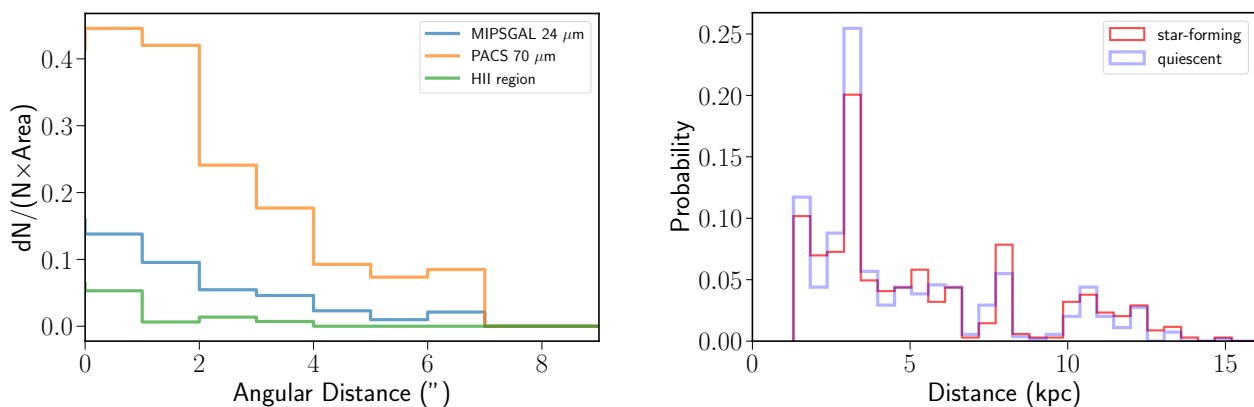 dN/(N×Area)
0.4
0.3
0.2
0.1
0.0
MIPSGAL 24 μm
PACS 70 μm
HII region
0
2
4
6
8
Angular Distance (")
Probability
0.25
0.20
0.15
0.10
0.05
0.00
star-forming
quiescent
0
5
10
15
Distance (kpc)